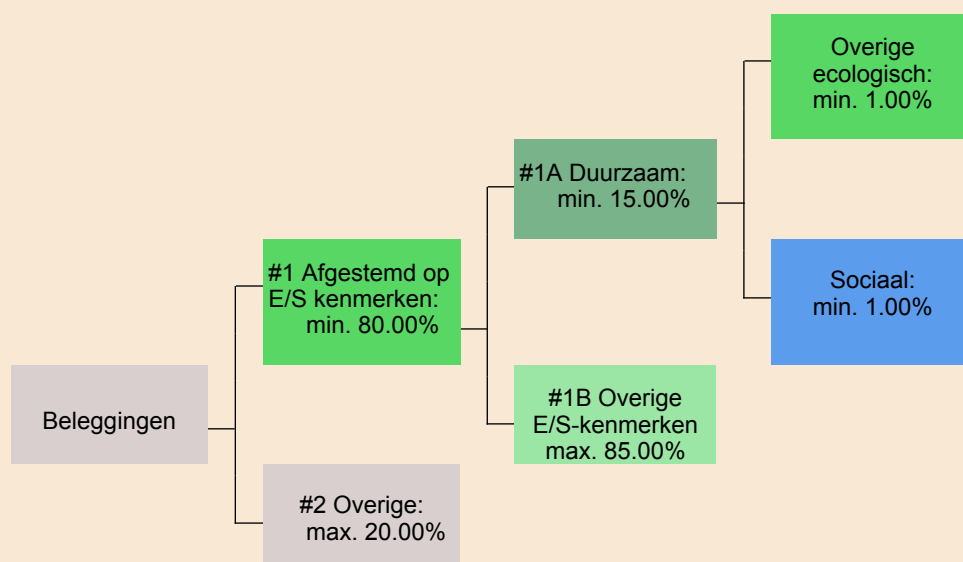 Overige
ecologisch:
min. 1.00%
#1A Duurzaam:
min. 15.00%
#1 Afgestemd op
E/S kenmerken:
min. 80.00%
Sociaal:
min. 1.00%
Beleggingen
#1B Overige
E/S-kenmerken
max. 85.00%
#2 Overige:
max. 20.00%